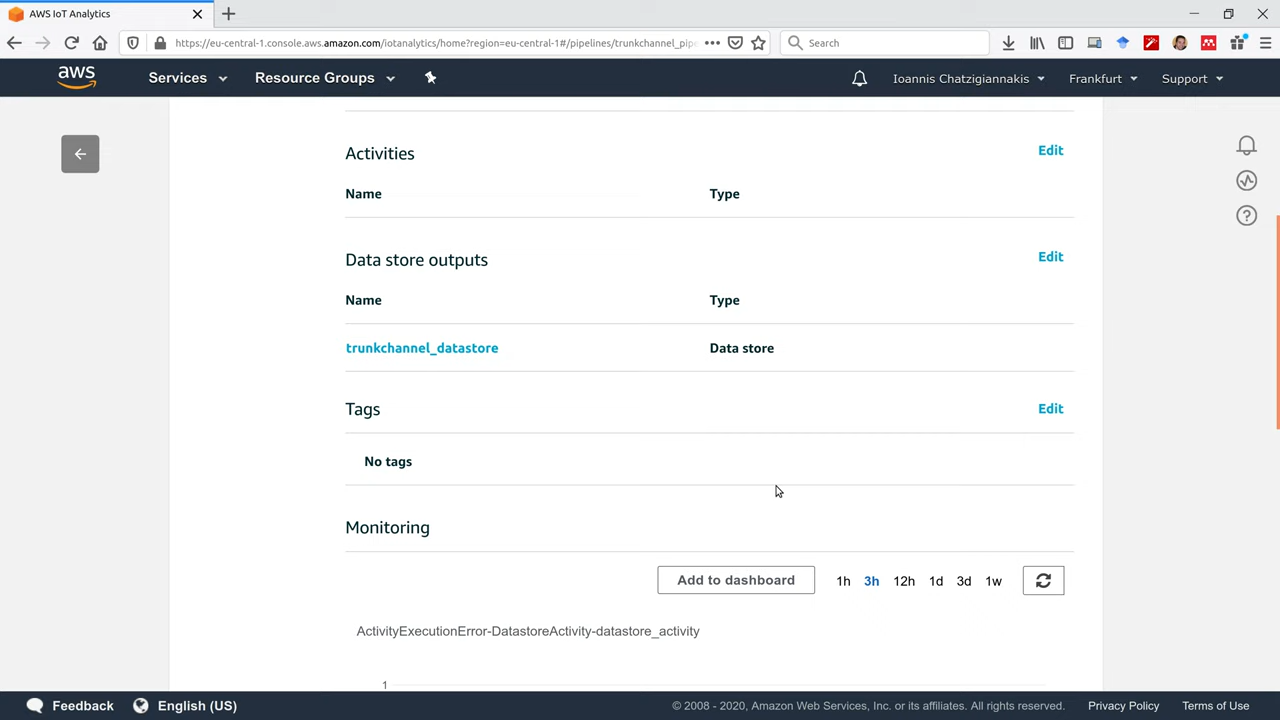 AWS IoT Analytics
https://eu-central-1.console.aws.amazon.com/iotanalytics/home?region=eu-central-1#/pipelines/trunkchannel_pip
Search
aws
Services
Resource Groups
Ioannis Chatzigiannakis
Frankfurt
Support
Activities
Edit
Name
Type
Data store outputs
Edit
Name
Type
trunkchannel_datastore
Data store
Tags
Edit
No tags
Monitoring
Add to dashboard
1h
3h
12h
1d
3d
1w
ActivityExecutionError-DatastoreActivity-datastore_activity
1
Feedback
English (US)
© 2008 - 2020, Amazon Web Services, Inc. or its affiliates. All rights reserved.
Privacy Policy
Terms of Use